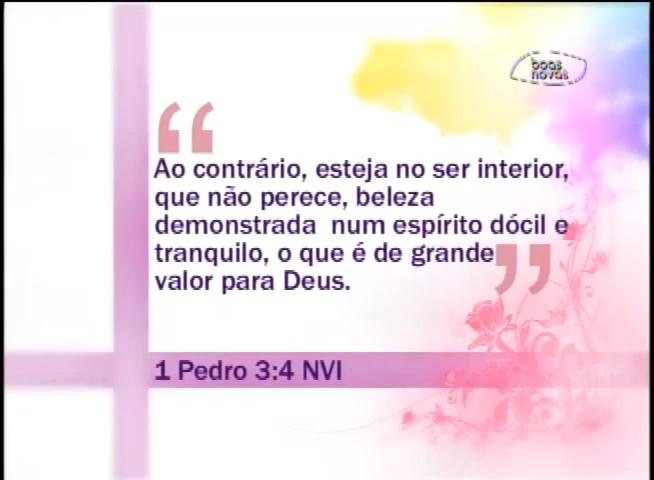 boas
novas
“
Ao contrário, esteja no ser interior,
que não perece, beleza
demonstrada num espírito dócil e
tranquilo, o que é de grande
valor para Deus.
”
1 Pedro 3:4 NVI